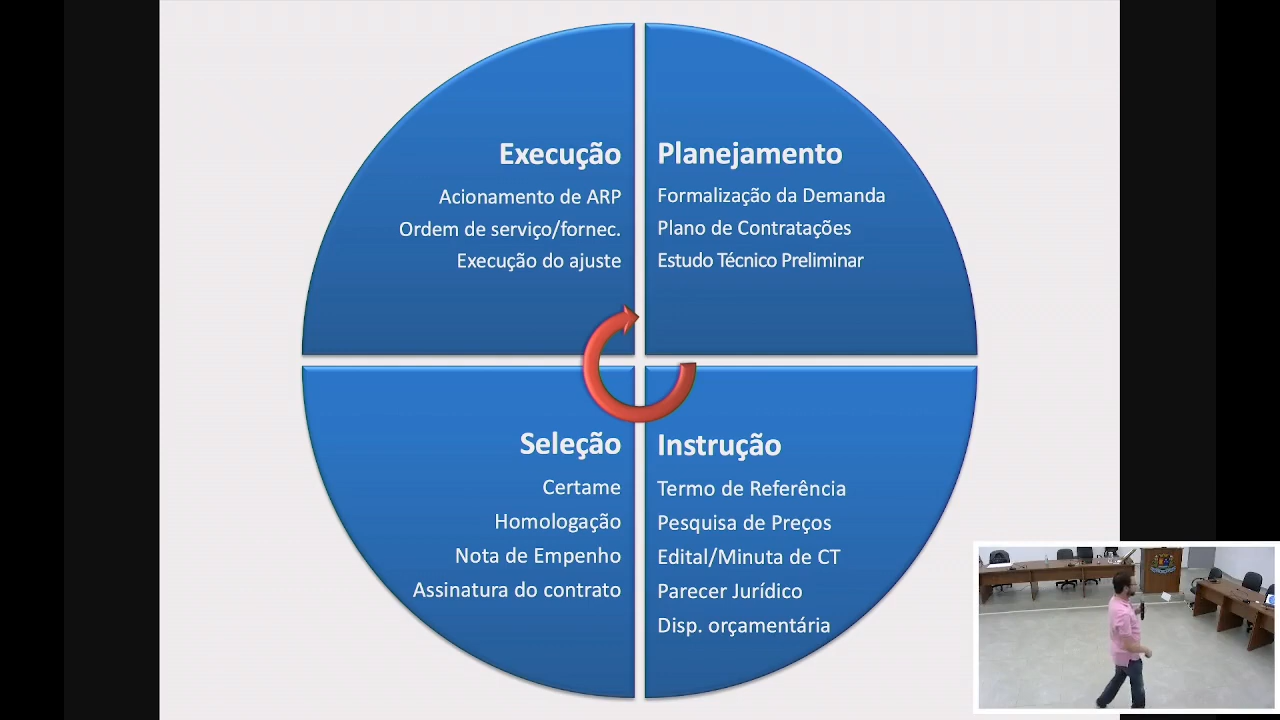 Execução
Acionamento de ARP
Ordem de serviço/fornec.
Execução do ajuste
Planejamento
Formalização da Demanda
Plano de Contratações
Estudo Técnico Preliminar
Seleção
Certame
Homologação
Nota de Empenho
Assinatura do contrato
Instrução
Termo de Referência
Pesquisa de Preços
Edital/Minuta de CT
Parecer Jurídico
Disp. orçamentária